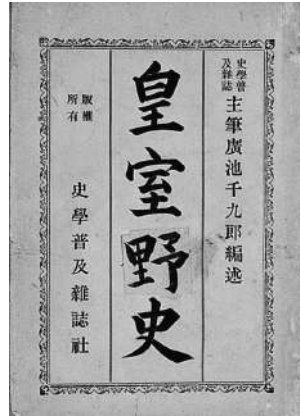 史學普
及雜誌
主筆廣池千九郎編述
皇室野史
版權
所有
史學普及雜誌社